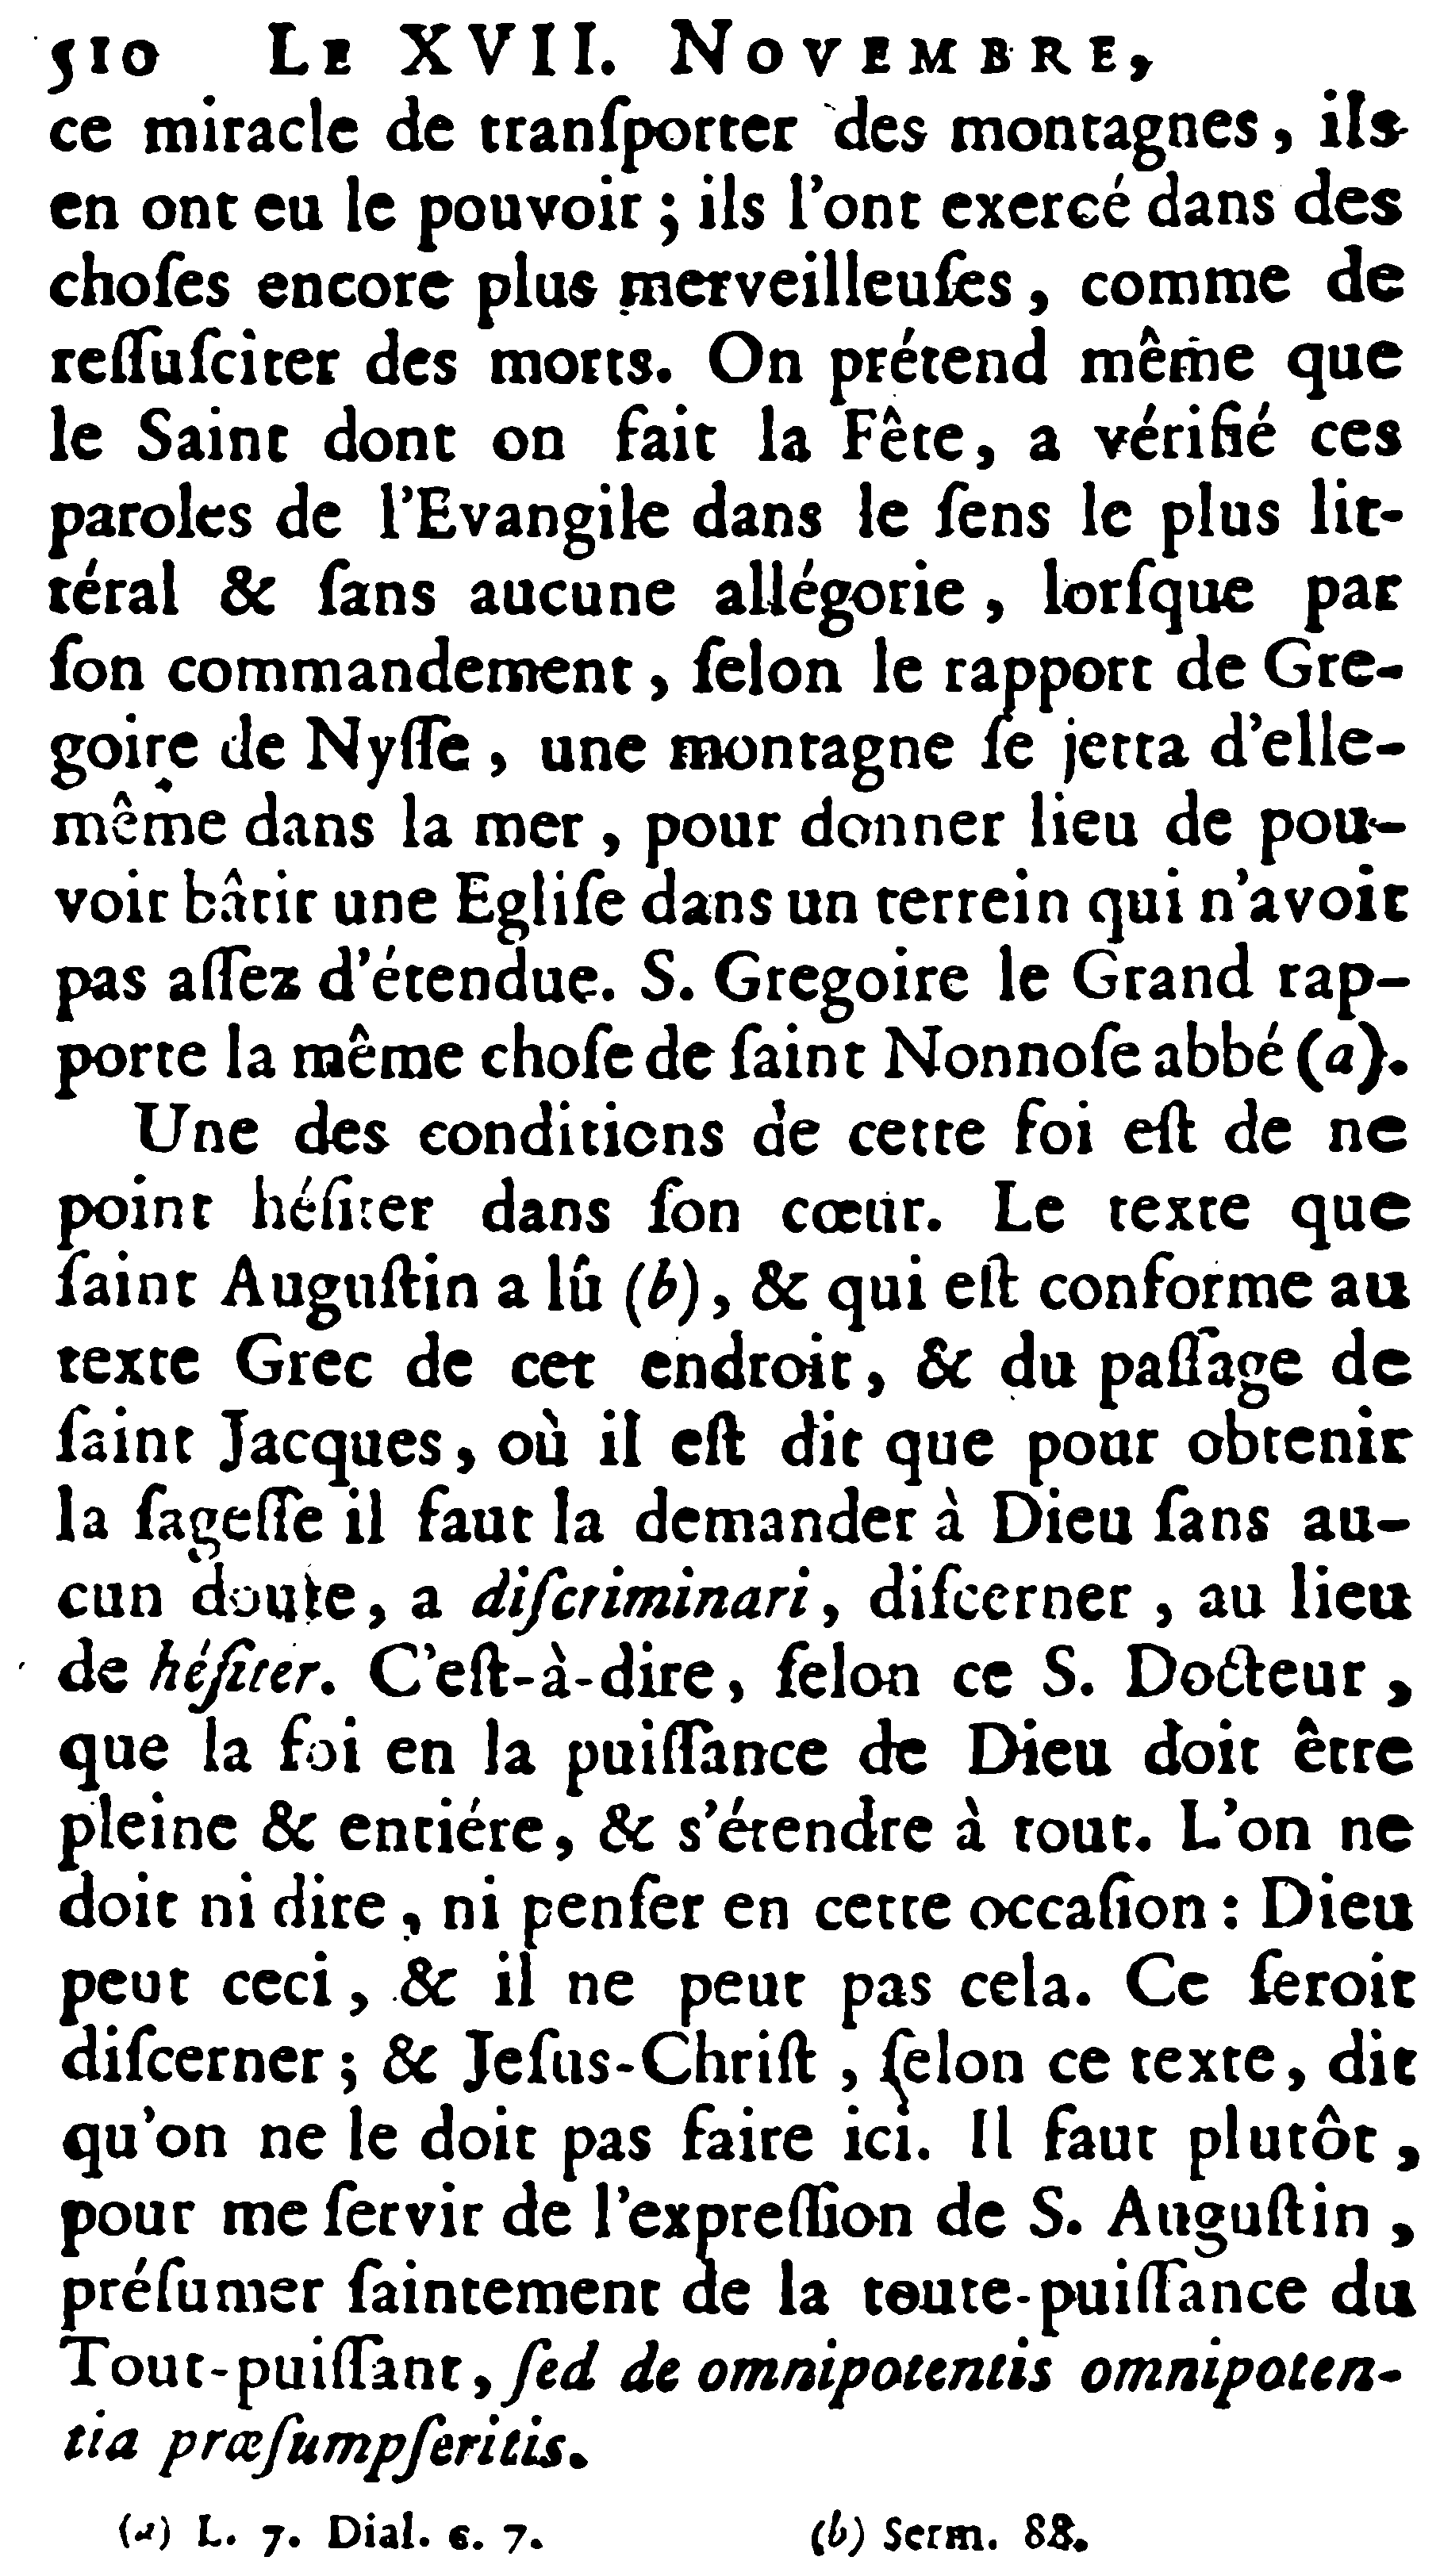 510 LE XVII. NOVEMBRE,
ce miracle de tranſporter des montagnes, ils
en ont eu le pouvoir; ils l'ont exercé dans des
choſes encore plus merveilleuſes, comme de
reſſuſciter des morts. On prétend même que
le Saint dont on fait la Fête, a vérifié ces
paroles de l'Evangile dans le ſens le plus lit-
téral & ſans aucune allégorie, lorſque par
ſon commandement, ſelon le rapport de Gre-
goire de Nyſſe, une montagne ſe jetta d'elle-
même dans la mer, pour donner lieu de pou-
voir bâtir une Egliſe dans un terrein qui n'avoit
pas aſſez d'étendue. S. Gregoire le Grand rap-
porte la même choſe de ſaint Nonnoſe abbé (a).
Une des conditions de cette foi eſt de ne
point héſiter dans ſon cœur. Le texte que
ſaint Auguſtin a lû (b), & qui eſt conforme au
texte Grec de cet endroit, & du paſſage de
ſaint Jacques, où il eſt dit que pour obtenir
la ſageſſe il faut la demander à Dieu ſans au-
cun doute, a diſcriminari, diſcerner, au lieu
de héſiter. C'eſt-à-dire, ſelon ce S. Docteur,
que la foi en la puiſſance de Dieu doit être
pleine & entiére, & s'étendre à tout. L'on ne
doit ni dire, ni penſer en cette occaſion: Dieu
peut ceci, & il ne peut pas cela. Ce ſeroit
diſcerner; & Jeſus-Chriſt, ſelon ce texte, dit
qu'on ne le doit pas faire ici. Il faut plutôt,
pour me ſervir de l'expreſſion de S. Auguſtin,
préſumer ſaintement de la toute-puiſſance du
Tout-puiſſant, ſed de omnipotentis omnipoten-
tia præſumpſeritis.
(a) L. 7. Dial. c. 7. (b) Serm. 88.